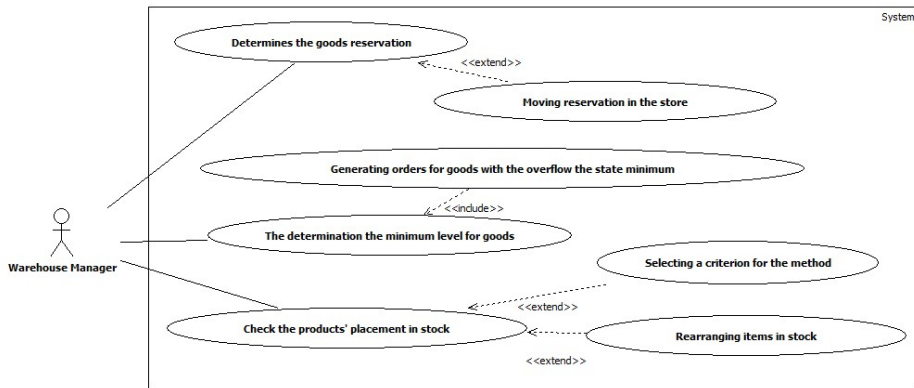 System
Determines the goods reservation
<<extend>>
Moving reservation in the store
Generating orders for goods with the overflow the state minimum
<<include>>
The determination the minimum level for goods
Warehouse Manager
Selecting a criterion for the method
<<extend>>
Check the products' placement in stock
Rearranging items in stock
<<extend>>